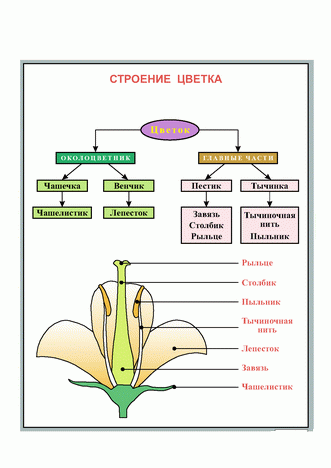 СТРОЕНИЕ ЦВЕТКА
Цветок
ОКОЛОЦВЕТНИК
ГЛАВНЫЕ ЧАСТИ
Чашечка
Венчик
Пестик
Тычинка
Чашелистик
Лепесток
Завязь
Столбик
Рыльце
Тычиночная
нить
Пыльник
Рыльце
Столбик
Пыльник
Тычиночная
нить
Лепесток
Завязь
Чашелистик